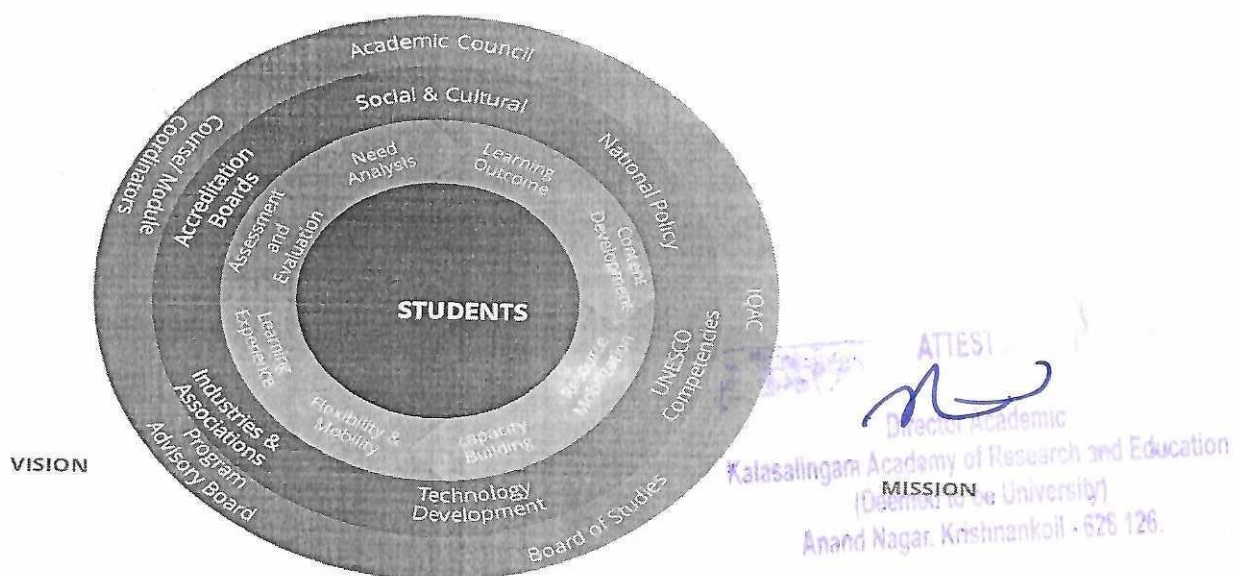 Academic Council
Social & Cultural
Course/ Module
Coordinators
Accreditation
Boards
Need
Analysis
Learning
Outcome
National Policy
Assessment
and
Evaluation
Content
Development
STUDENTS
IQAC
Learning
Experience
UNESCO
Competencies
Industries &
Associations
Flexibility &
Mobility
Capacity
Building
Program
Advisory Board
Technology
Development
Board of Studies
VISION
MISSION
ATTEST
Director Academic
Kalasalingam Academy of Research and Education
(Deemed to be University)
Anand Nagar, Krishnankoil - 626 126.